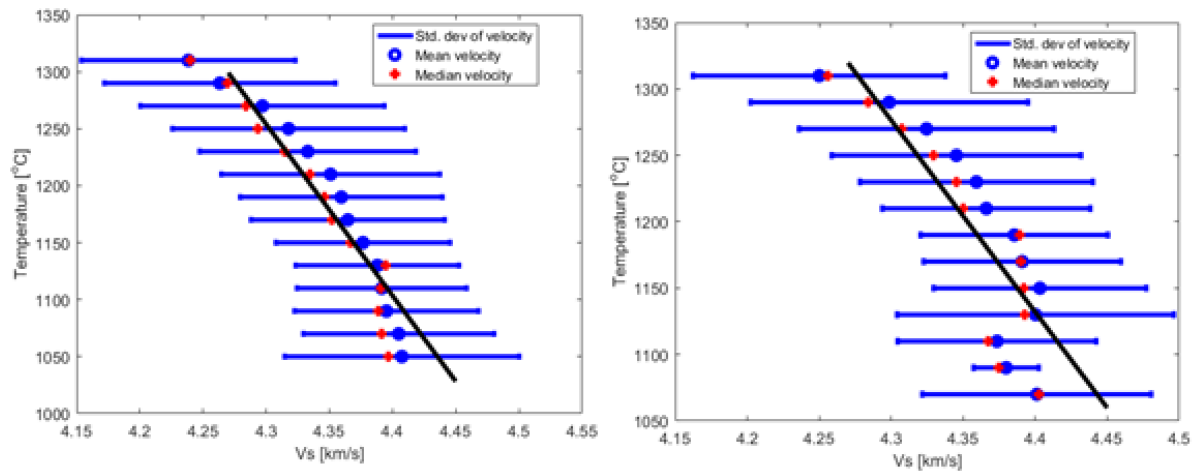 1350
1300
1250
1200
1150
1100
1050
1000
Temperature [°C]
4.15 4.2 4.25 4.3 4.35 4.4 4.45 4.5 4.55
Vs [km/s]
Std. dev of velocity
Mean velocity
Median velocity
1350
1300
1250
1200
1150
1100
1050
Temperature [°C]
4.15 4.2 4.25 4.3 4.35 4.4 4.45 4.5
Vs [km/s]
Std. dev of velocity
Mean velocity
Median velocity